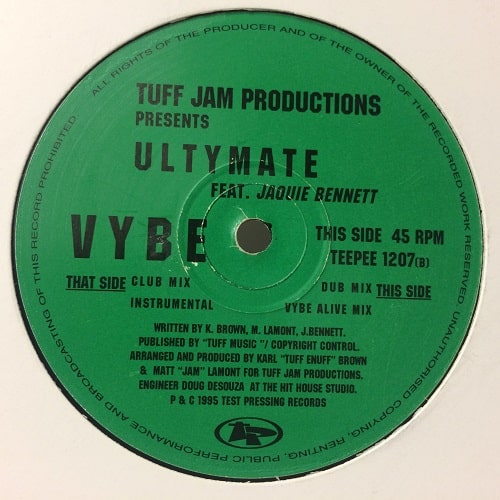 ALL RIGHTS OF THE PRODUCER AND OF THE OWNER OF THE RECORDED WORK RESERVED. UNAUTHORISED COPYING, RENTING, PUBLIC PERFORMANCE AND BROADCASTING OF THIS RECORD PROHIBITED
TUFF JAM PRODUCTIONS
PRESENTS
ULTYMATE
FEAT. JAQUIE BENNETT
VYBE
THIS SIDE 45 RPM
TEEPEE 1207(B)
THAT SIDE CLUB MIX DUB MIX THIS SIDE
INSTRUMENTAL VYBE ALIVE MIX
WRITTEN BY K. BROWN, M. LAMONT, J.BENNETT.
PUBLISHED BY "TUFF MUSIC "/ COPYRIGHT CONTROL.
ARRANGED AND PRODUCED BY KARL "TUFF ENUFF" BROWN
& MATT "JAM" LAMONT FOR TUFF JAM PRODUCTIONS.
ENGINEER DOUG DESOUZA AT THE HIT HOUSE STUDIO.
P & C 1995 TEST PRESSING RECORDS
TP